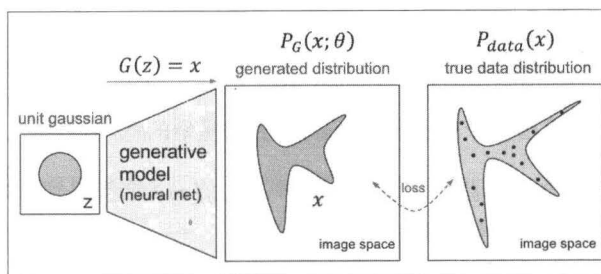 P_G(x; θ)
P_data(x)
G(z) = x
generated distribution
true data distribution
unit gaussian
z
generative
model
(neural net)
x
loss
image space
image space